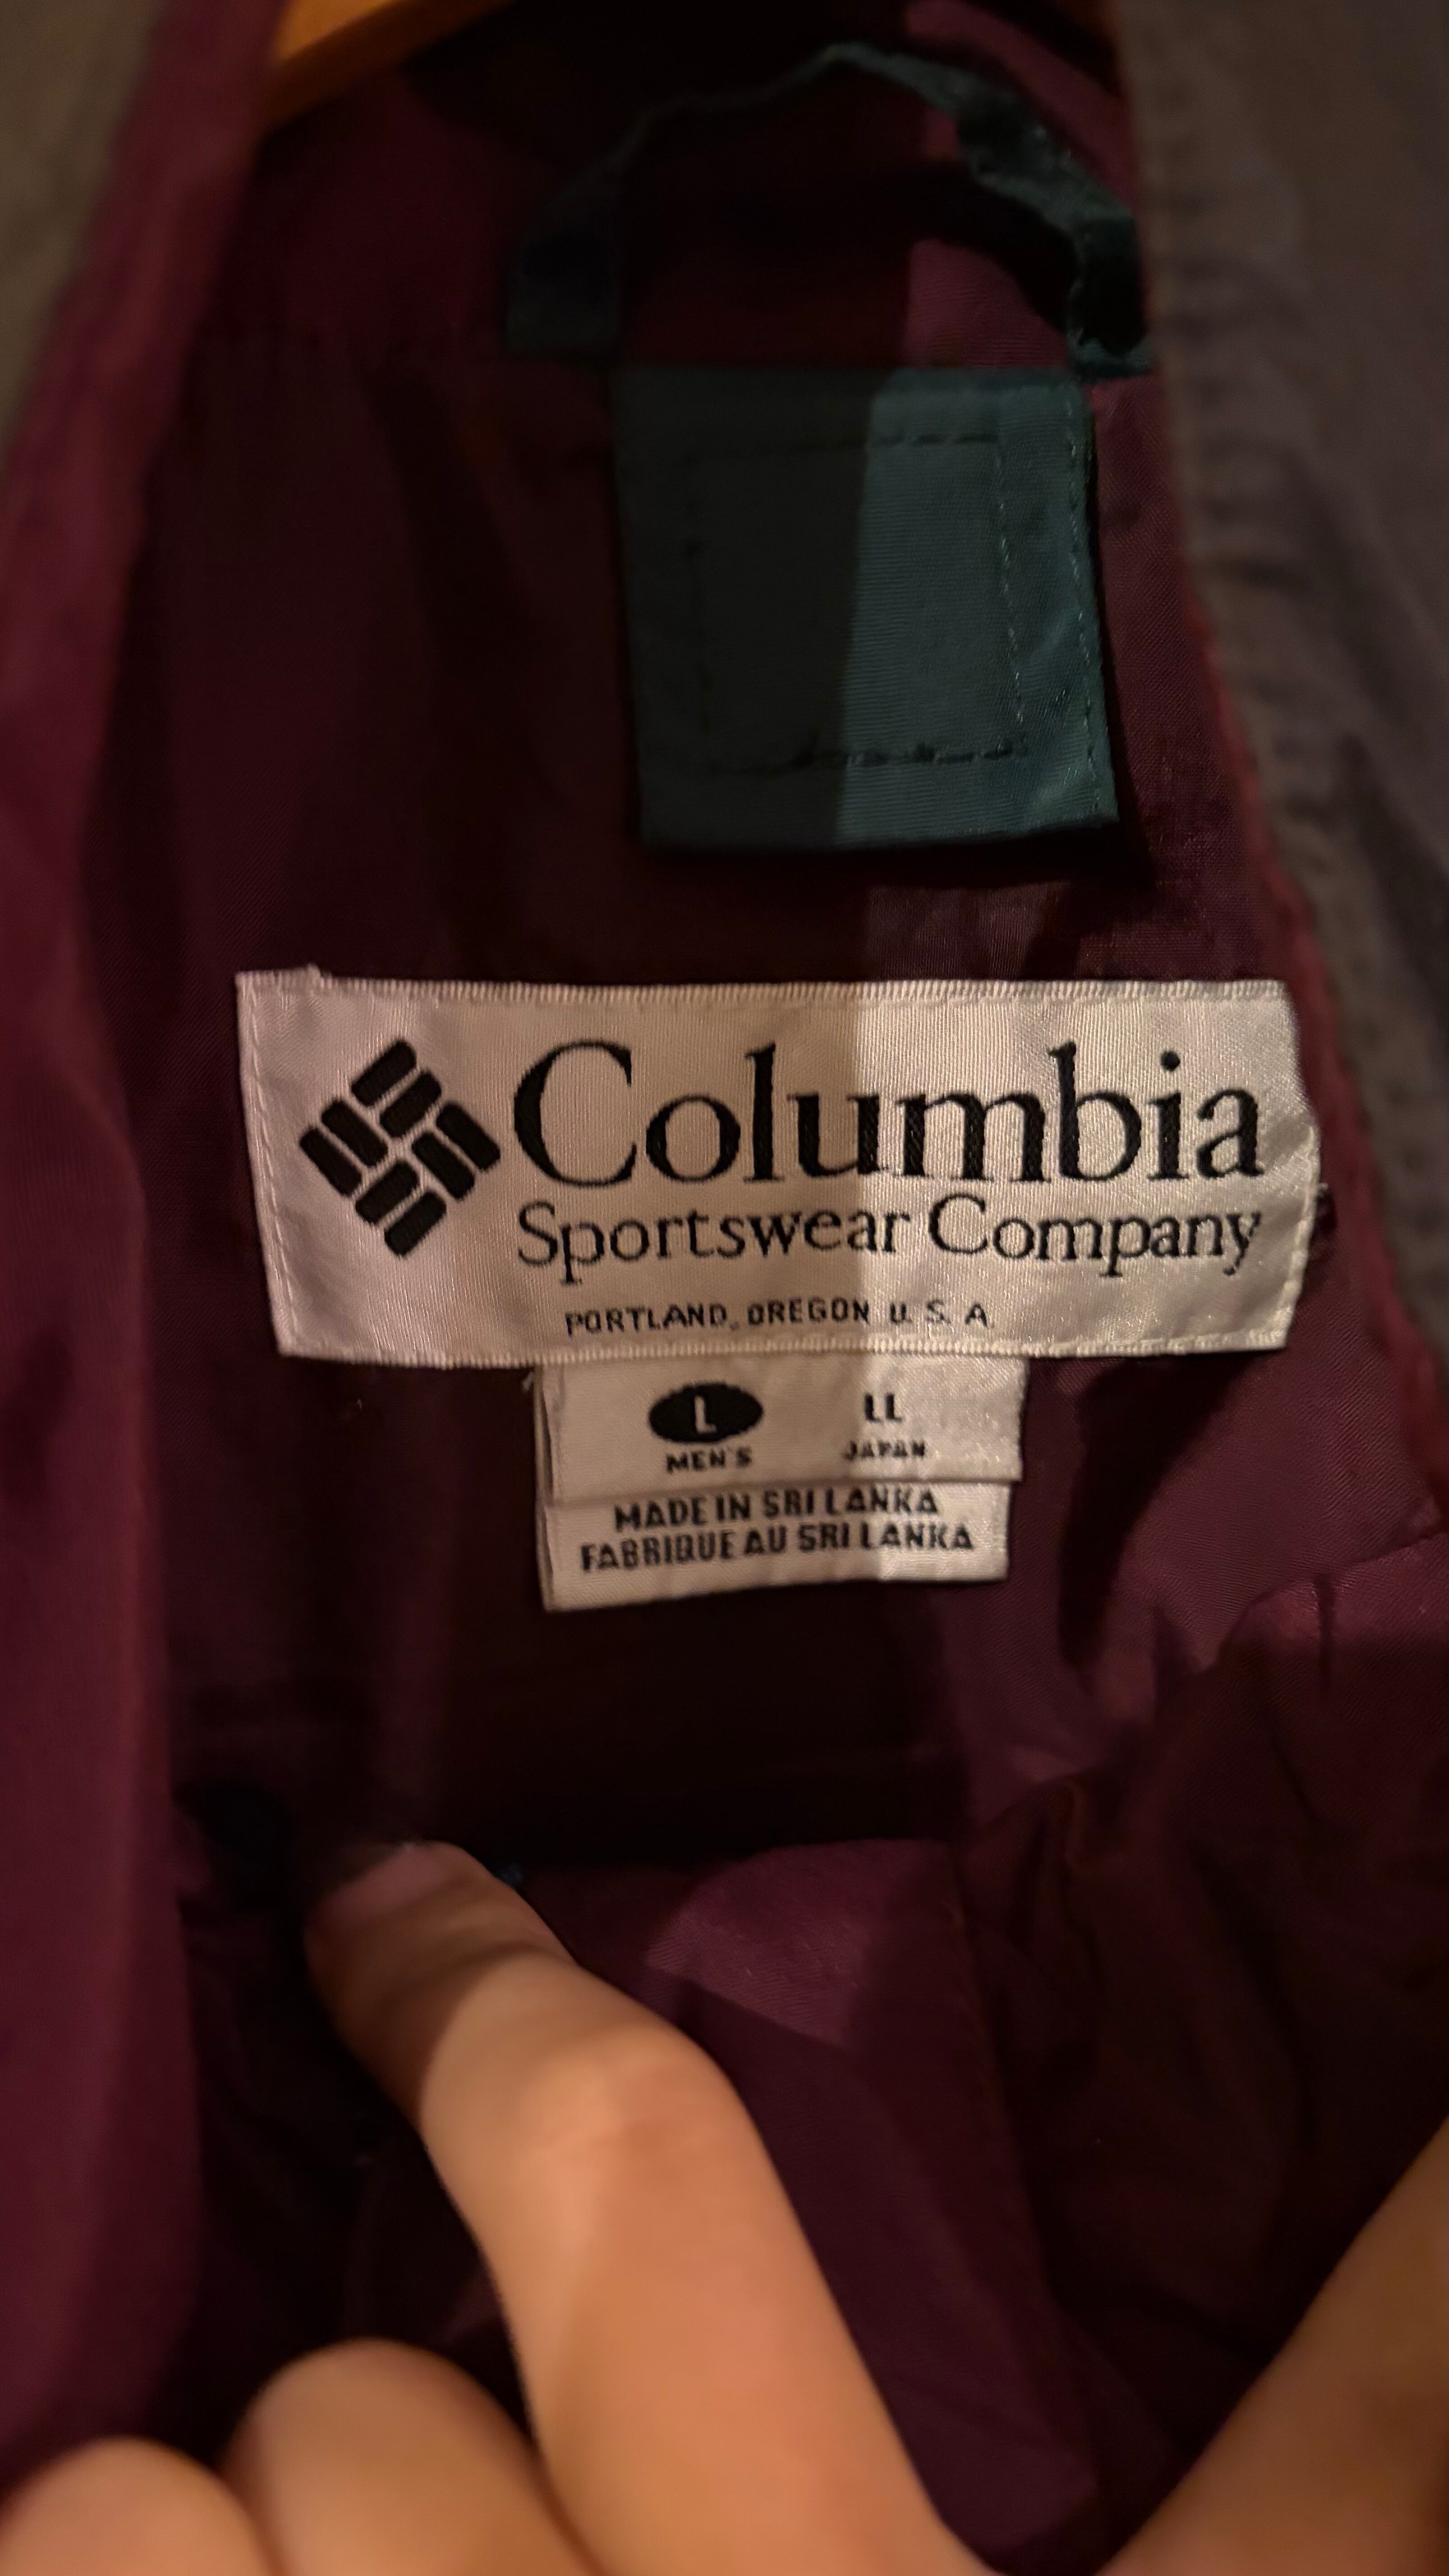 Columbia
Sportswear Company
PORTLAND, OREGON U. S. A.
L LL
MEN'S JAPAN
MADE IN SRI LANKA
FABRIQUE AU SRI LANKA